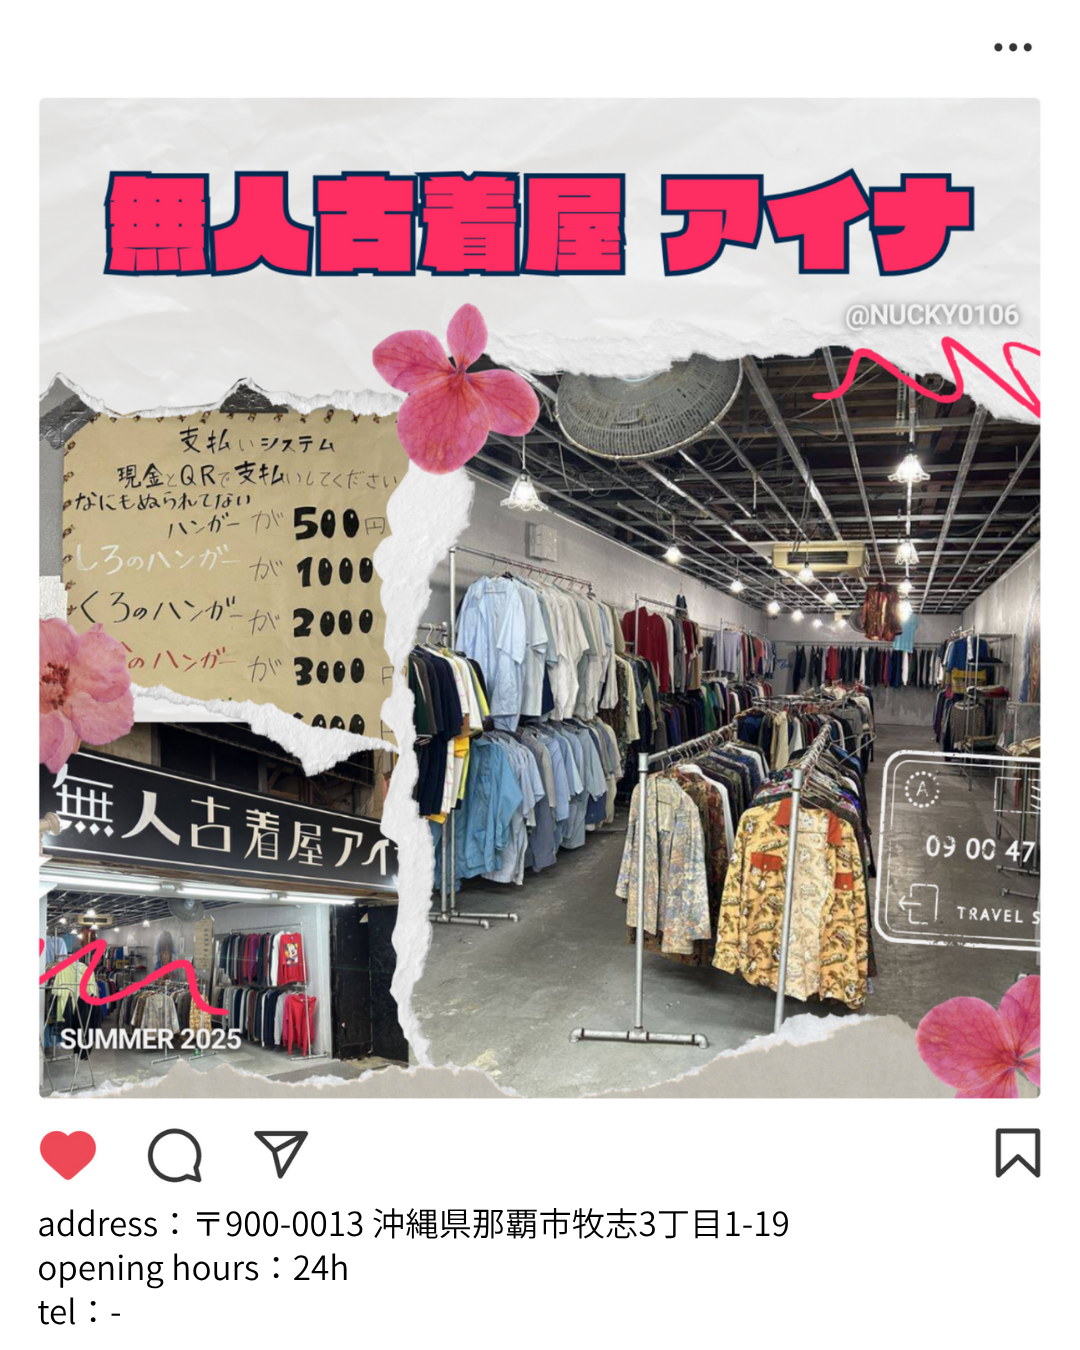 無人古着屋 アイナ
@NUCKY0106
支払いシステム
現金とQRで支払いしてください
なにもぬられてない
ハンガー が 500円
しろのハンガー が 1000
くろのハンガー が 2000
のハンガー が 3000 円
000
無人古着屋アイ
09 00 47
TRAVEL S
A
SUMMER 2025
address：〒900-0013 沖縄県那覇市牧志3丁目1-19
opening hours：24h
tel：-